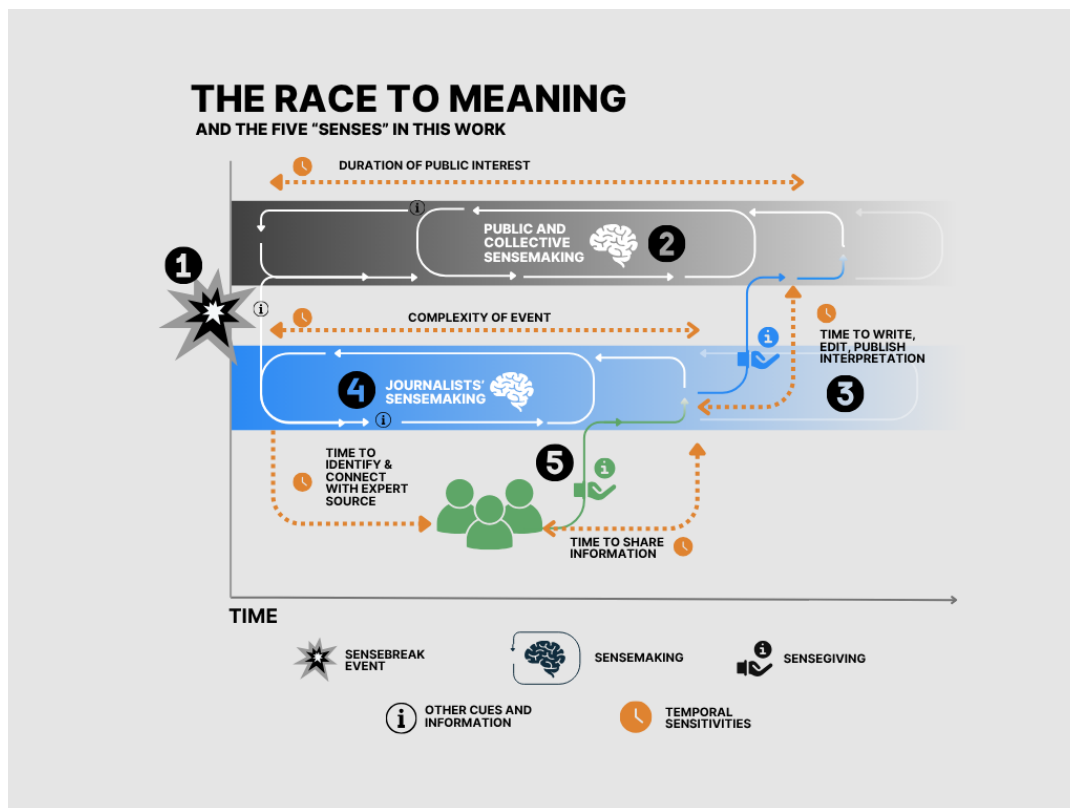 THE RACE TO MEANING
AND THE FIVE “SENSES” IN THIS WORK
DURATION OF PUBLIC INTEREST
i
PUBLIC AND
COLLECTIVE
SENSEMAKING
2
1
i
COMPLEXITY OF EVENT
i
TIME TO WRITE,
EDIT, PUBLISH
INTERPRETATION
3
4
JOURNALISTS’
SENSEMAKING
i
5
i
TIME TO
IDENTIFY &
CONNECT
WITH EXPERT
SOURCE
TIME TO SHARE
INFORMATION
TIME
SENSEBREAK
EVENT
SENSEMAKING
i
SENSEGIVING
i
OTHER CUES AND
INFORMATION
TEMPORAL
SENSITIVITIES